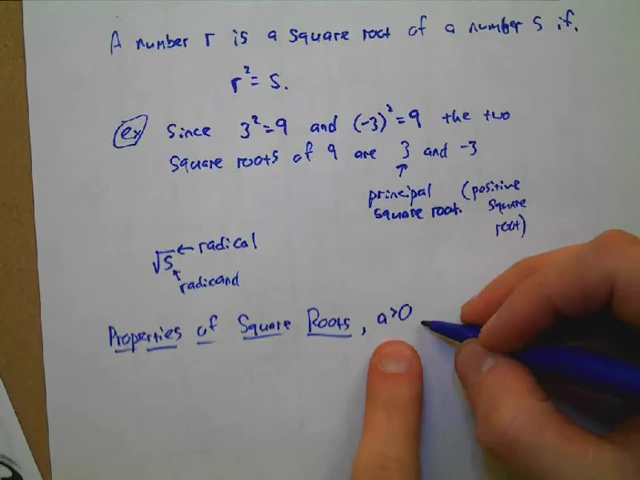 A number r is a square root of a number s if.
r² = s.
ex Since 3² = 9 and (-3)² = 9 the two
square roots of 9 are 3 and -3
principal (positive
square root. square
root)
√s ← radical
radicand
Properties of Square Roots, a>0